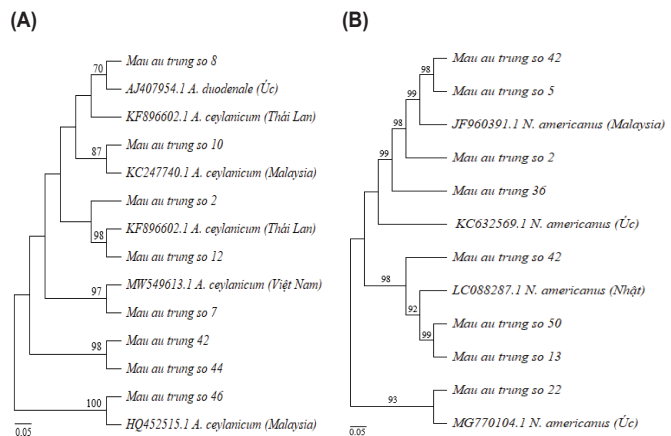 (A)
70
Mau au trung so 8
AJ407954.1 A. duodenale (Úc)
KF896602.1 A. ceylanicum (Thái Lan)
87
Mau au trung so 10
KC247740.1 A. ceylanicum (Malaysia)
Mau au trung so 2
98
KF896602.1 A. ceylanicum (Thái Lan)
Mau au trung so 12
97
MW549613.1 A. ceylanicum (Việt Nam)
Mau au trung so 7
98
Mau au trung 42
Mau au trung so 44
100
Mau au trung so 46
HQ452515.1 A. ceylanicum (Malaysia)
0.05
(B)
98
Mau au trung so 42
Mau au trung so 5
99
JF960391.1 N. americanus (Malaysia)
98
Mau au trung so 2
99
Mau au trung 36
KC632569.1 N. americanus (Úc)
98
Mau au trung so 42
92
LC088287.1 N. americanus (Nhật)
99
Mau au trung so 50
Mau au trung so 13
93
Mau au trung so 22
MG770104.1 N. americanus (Úc)
0.05